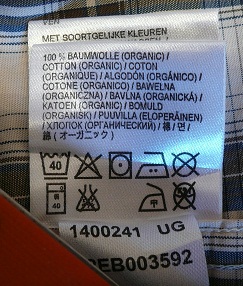 MET SOORTGELIJKE KLEUREN
100 % BAUMWOLLE (ORGANIC) /
COTTON (ORGANIC) / COTON
(ORGANIQUE) / ALGODÓN (ORGÁNICO) /
COTONE (ORGANICO) / BAWEŁNA
(ORGANICZNA) / BAVLNA (ORGANICKÁ) /
KATOEN (ORGANIC) / BOMULD
(ORGANISK) / PUUVILLA (ELOPERÄINEN)
/ ХЛОПОК (ОРГАНИЧЕСКИЙ) / 棉 / 면 /
綿 (オーガニック)
40
40
1400241 UG
EB003592